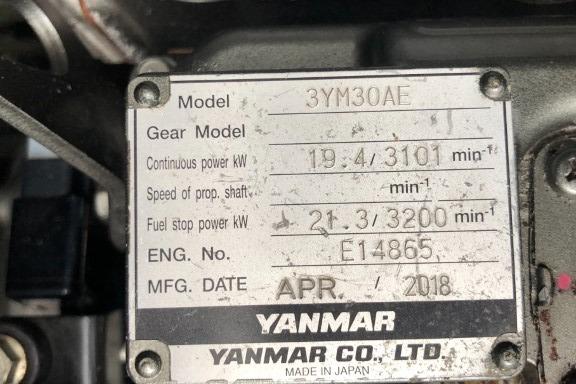 Model 3YM30AE
Gear Model
Continuous power kW 19.4/3101 min⁻¹
Speed of prop. shaft min⁻¹
Fuel stop power kW 21.3/3200 min⁻¹
ENG. No. E14865
MFG. DATE APR. / 2018
YANMAR
YANMAR CO., LTD.
MADE IN JAPAN